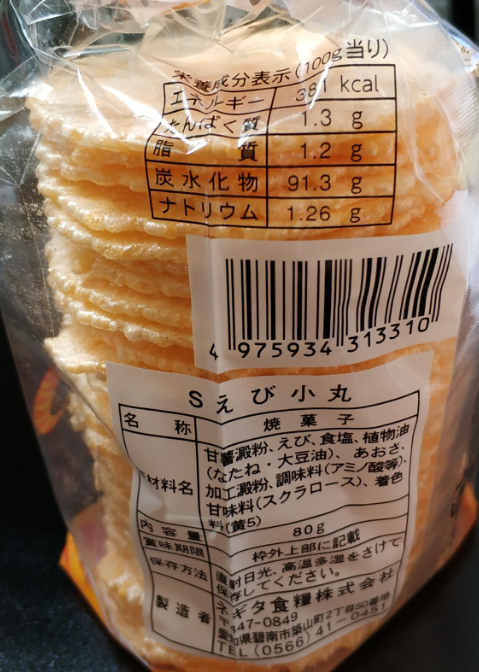 栄養成分表示(100g当り)
エネルギー 381 kcal
たんぱく質 1.3 g
脂質 1.2 g
炭水化物 91.3 g
ナトリウム 1.26 g
4 975934 313310
Sえび小丸
名称 焼菓子
原材料名 甘薯澱粉、えび、食塩、植物油
(なたね・大豆油)、あおさ、
加工澱粉、調味料(アミノ酸等)、
甘味料(スクラロース)、着色
料(黄5)
内容量 80g
賞味期限 枠外上部に記載
保存方法 直射日光、高温多湿をさけて
保存してください。
製造者 ネギタ食糧株式会社
〒447-0849
愛知県碧南市築山町2丁目50番地
TEL(0566)41-0451